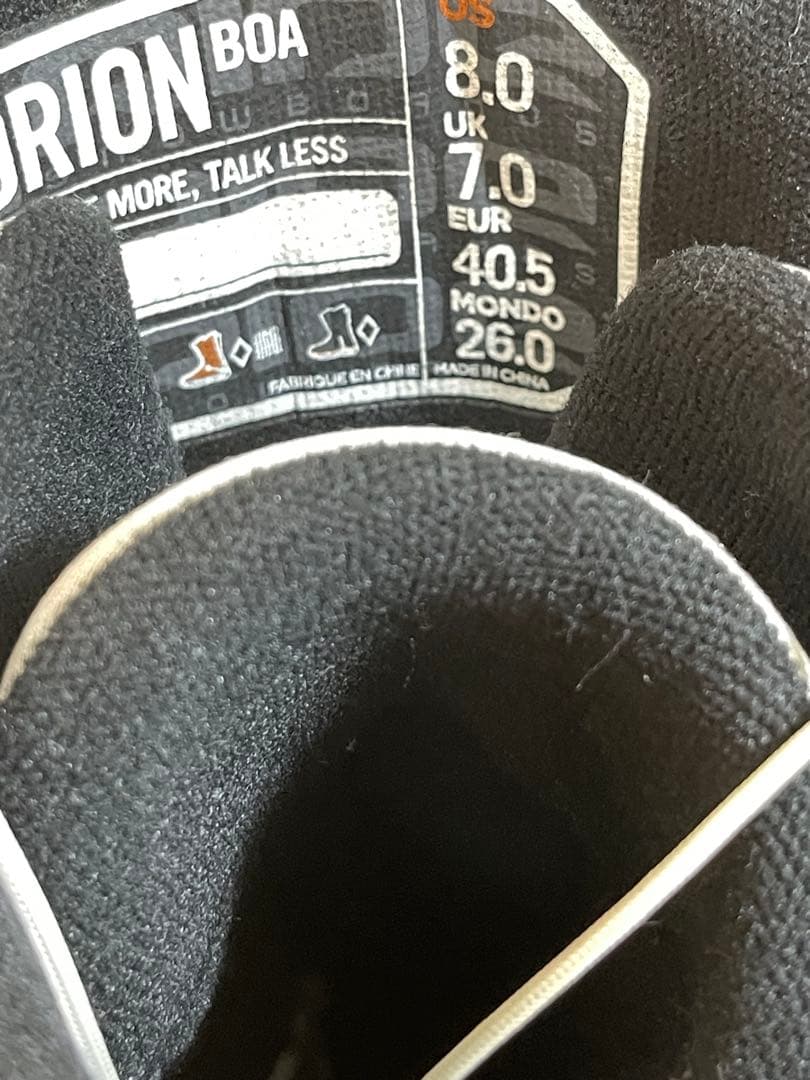 ORION BOA
MORE, TALK LESS
US
8.0
UK
7.0
EUR
40.5
MONDO
26.0
FABRIQUE EN CHINE
MADE IN CHINA